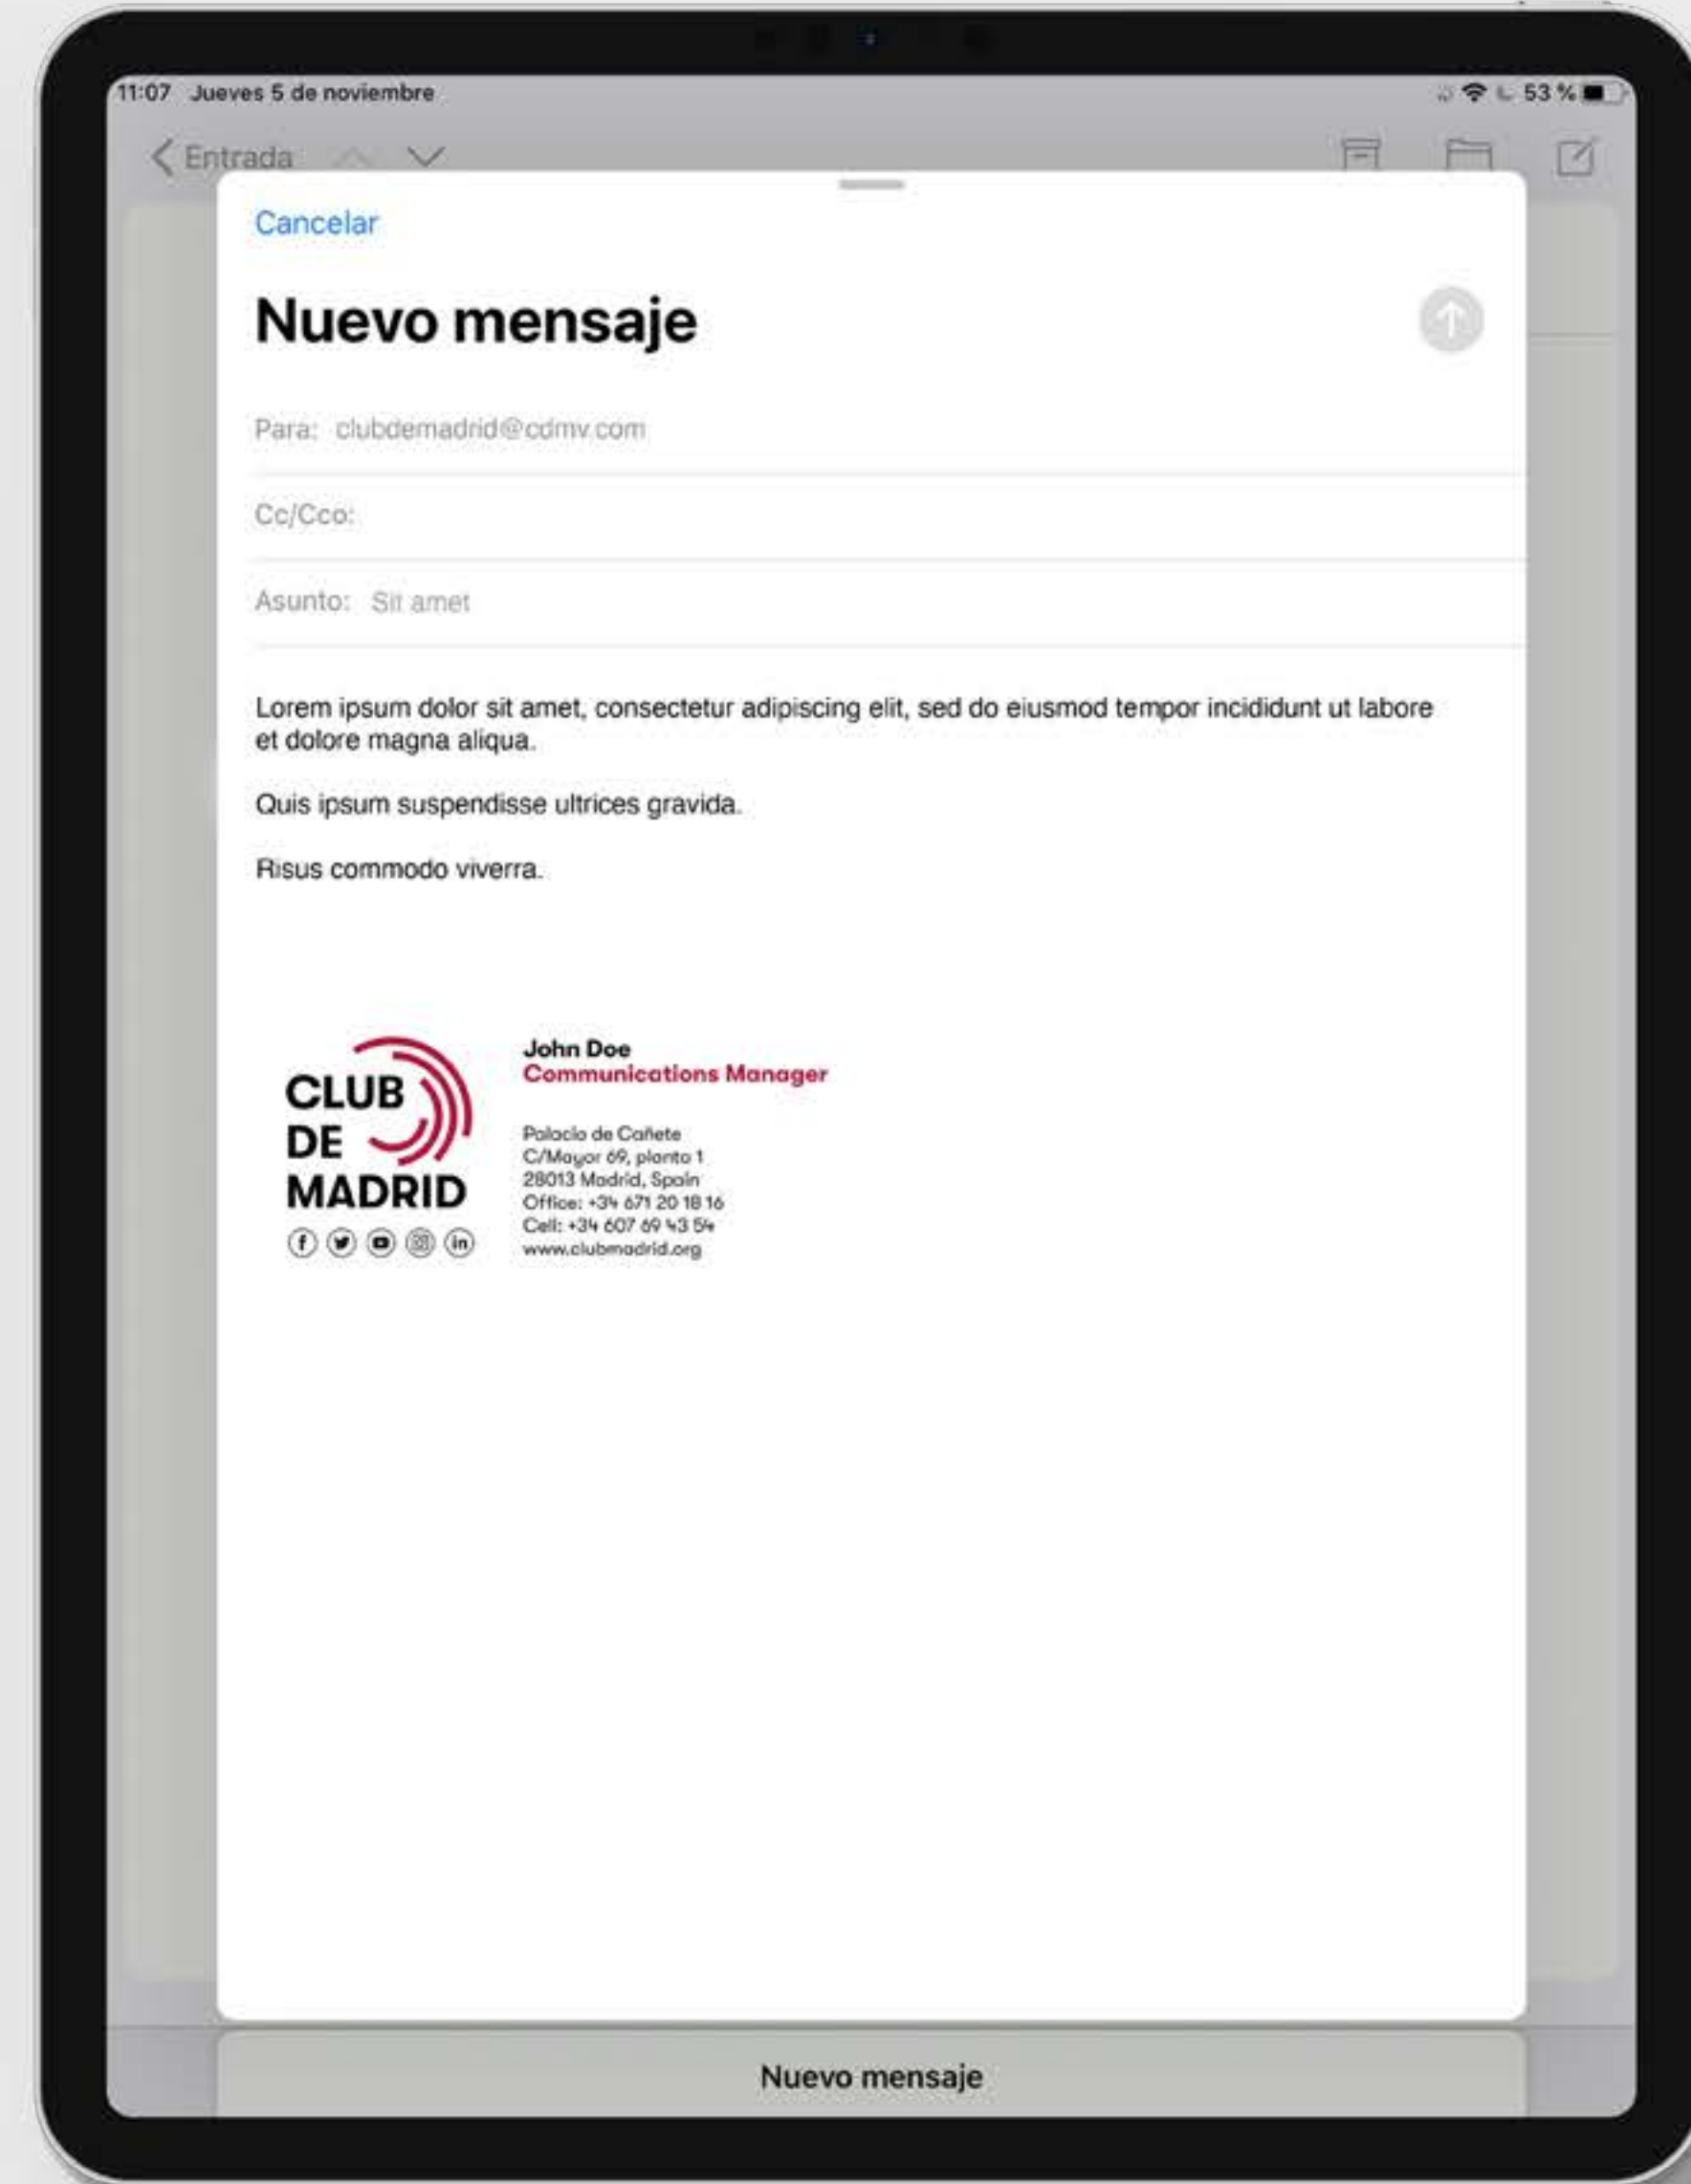 11:07 Jueves 5 de noviembre
53 %
Entrada
Cancelar
Nuevo mensaje
Para: clubdemadrid@cdmv.com
Cc/Cco:
Asunto: Sit amet
Lorem ipsum dolor sit amet, consectetur adipiscing elit, sed do eiusmod tempor incididunt ut labore
et dolore magna aliqua.
Quis ipsum suspendisse ultrices gravida.
Risus commodo viverra.
CLUB
DE
MADRID
John Doe
Communications Manager
Palacio de Cañete
C/Mayor 69, planta 1
28013 Madrid, Spain
Office: +34 671 20 18 16
Cell: +34 607 69 43 54
www.clubmadrid.org
Nuevo mensaje